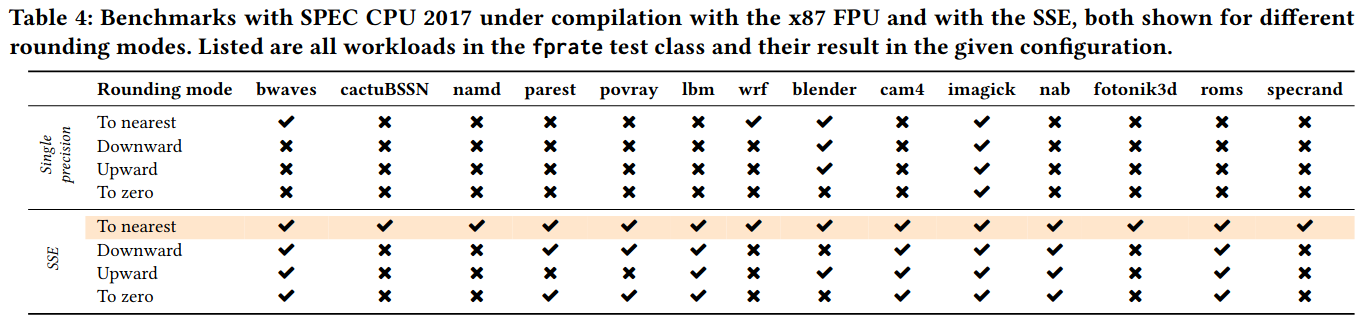 Table 4: Benchmarks with SPEC CPU 2017 under compilation with the x87 FPU and with the SSE, both shown for different
rounding modes. Listed are all workloads in the fprate test class and their result in the given configuration.
Rounding mode bwaves cactuBSSN namd parest povray lbm wrf blender cam4 imagick nab fotonik3d roms specrand
Single
precision
To nearest ✓ ✗ ✗ ✗ ✗ ✗ ✓ ✓ ✗ ✓ ✗ ✗ ✗ ✗
Downward ✗ ✗ ✗ ✗ ✗ ✗ ✗ ✓ ✗ ✓ ✗ ✗ ✗ ✗
Upward ✗ ✗ ✗ ✗ ✗ ✗ ✗ ✓ ✗ ✓ ✗ ✗ ✗ ✗
To zero ✗ ✗ ✗ ✗ ✗ ✗ ✗ ✗ ✗ ✓ ✗ ✗ ✗ ✗
SSE
To nearest ✓ ✓ ✓ ✓ ✓ ✓ ✓ ✓ ✓ ✓ ✓ ✓ ✓ ✓
Downward ✓ ✗ ✗ ✓ ✓ ✓ ✗ ✗ ✓ ✓ ✓ ✗ ✓ ✗
Upward ✓ ✗ ✗ ✗ ✗ ✓ ✗ ✓ ✓ ✓ ✓ ✗ ✓ ✗
To zero ✓ ✗ ✗ ✓ ✓ ✓ ✗ ✗ ✓ ✓ ✓ ✗ ✓ ✗